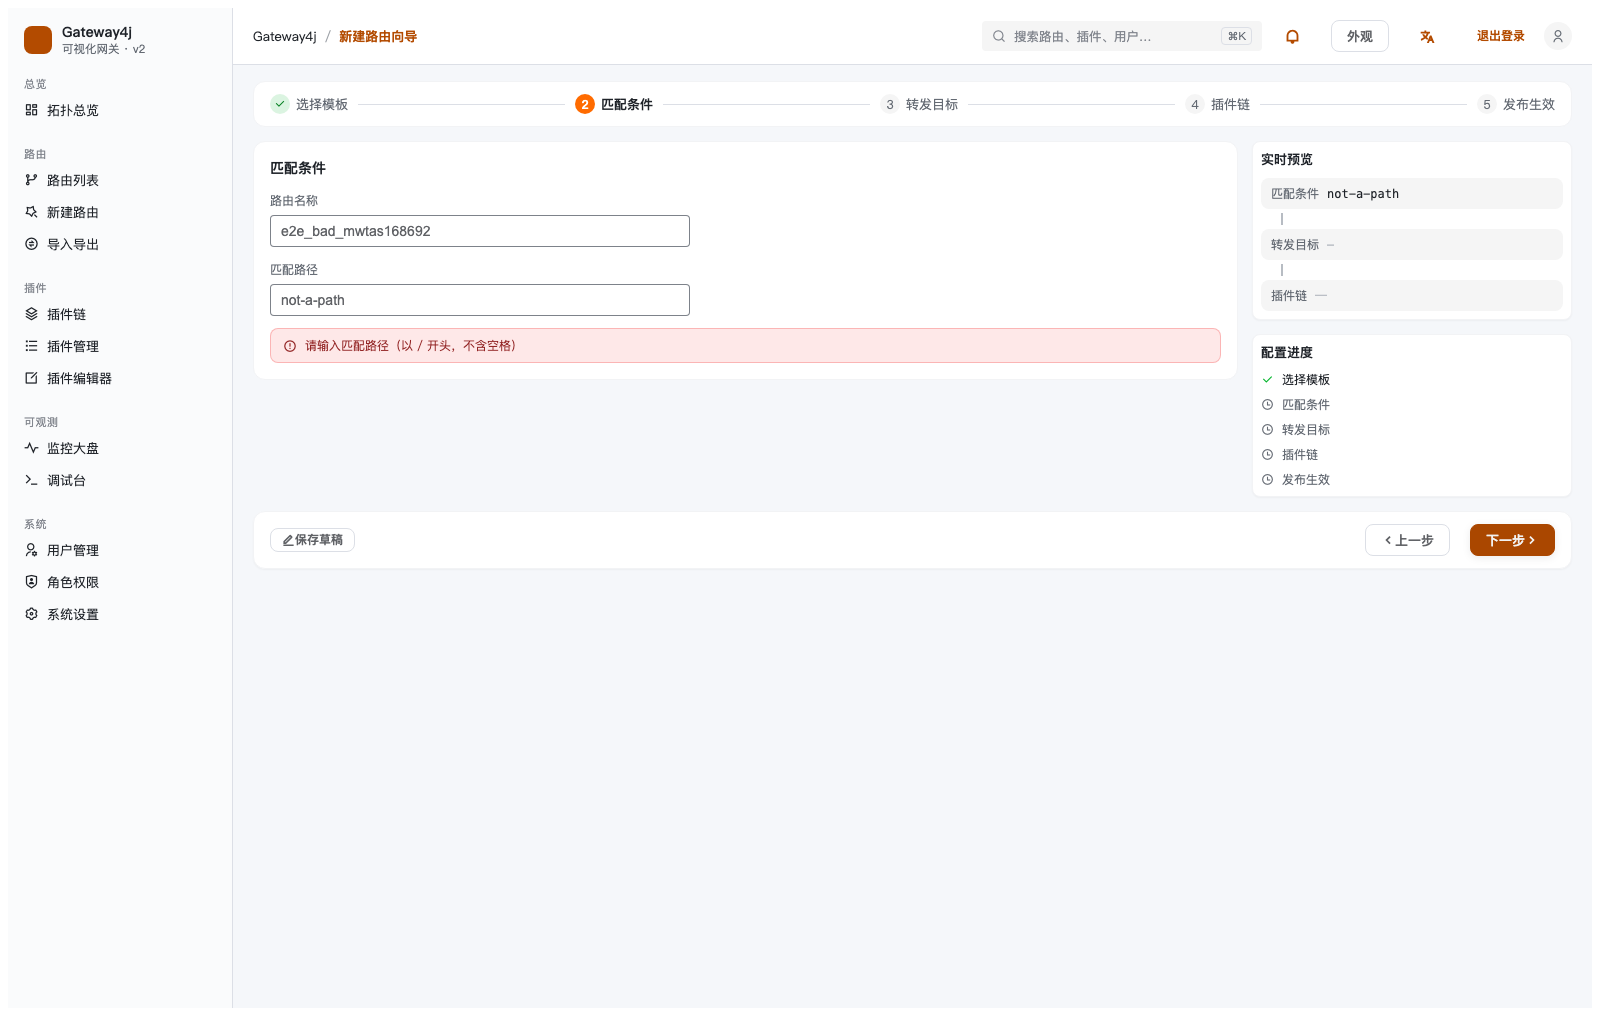 Gateway4j
可视化网关 · v2
总览
拓扑总览
路由
路由列表
新建路由
导入导出
插件
插件链
插件管理
插件编辑器
可观测
监控大盘
调试台
系统
用户管理
角色权限
系统设置
Gateway4j / 新建路由向导
搜索路由、插件、用户... ⌘K
外观
退出登录
选择模板
2 匹配条件
3 转发目标
4 插件链
5 发布生效
匹配条件
路由名称
e2e_bad_mwtas168692
匹配路径
not-a-path
请输入匹配路径（以 / 开头，不含空格）
实时预览
匹配条件 not-a-path
转发目标 —
插件链 —
配置进度
选择模板
匹配条件
转发目标
插件链
发布生效
保存草稿
上一步
下一步